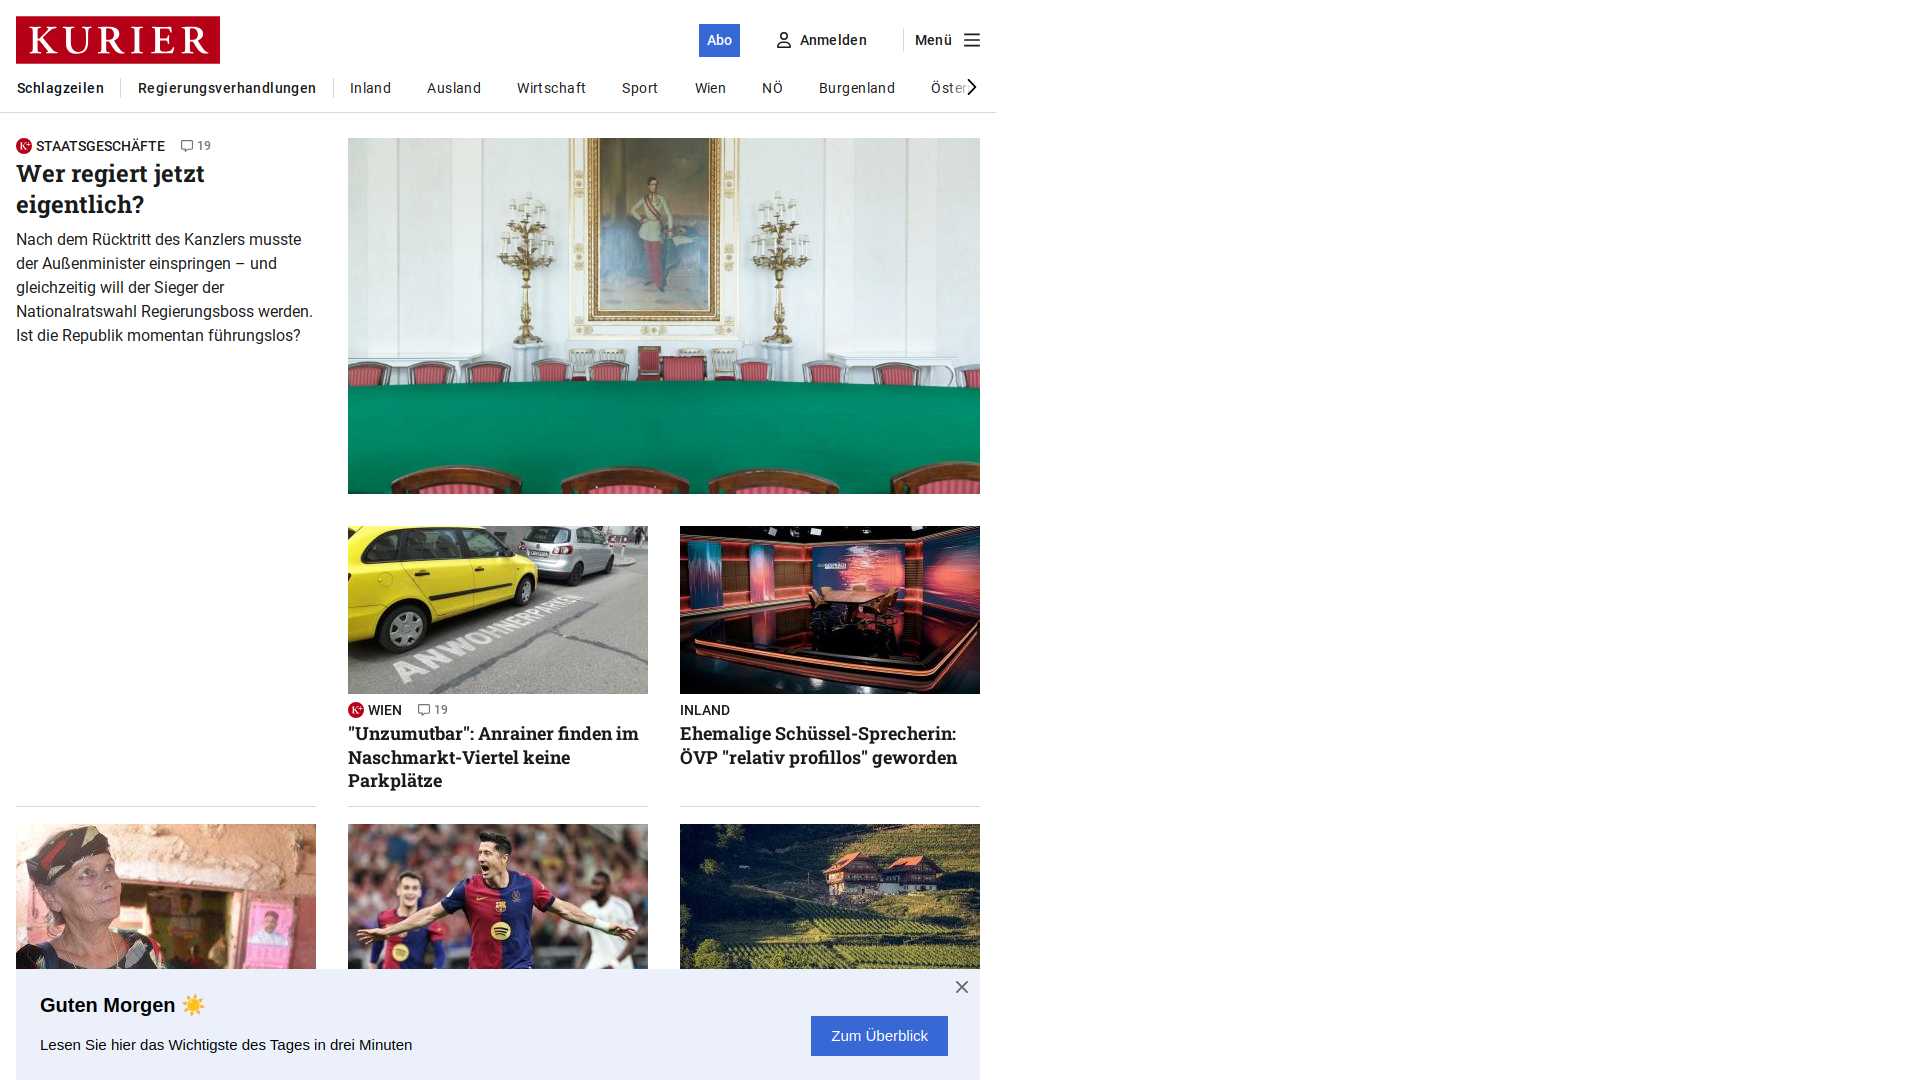 KURIER
Abo
Anmelden
Menü
Schlagzeilen
Regierungsverhandlungen
Inland
Ausland
Wirtschaft
Sport
Wien
NÖ
Burgenland
Öster
STAATSGESCHÄFTE
19
Wer regiert jetzt
eigentlich?
Nach dem Rücktritt des Kanzlers musste
der Außenminister einspringen – und
gleichzeitig will der Sieger der
Nationalratswahl Regierungsboss werden.
Ist die Republik momentan führungslos?
ANWOHNERPARKEN
WIEN
19
"Unzumutbar": Anrainer finden im
Naschmarkt-Viertel keine
Parkplätze
INLAND
Ehemalige Schüssel-Sprecherin:
ÖVP "relativ profillos" geworden
Guten Morgen ☀️
Lesen Sie hier das Wichtigste des Tages in drei Minuten
Zum Überblick